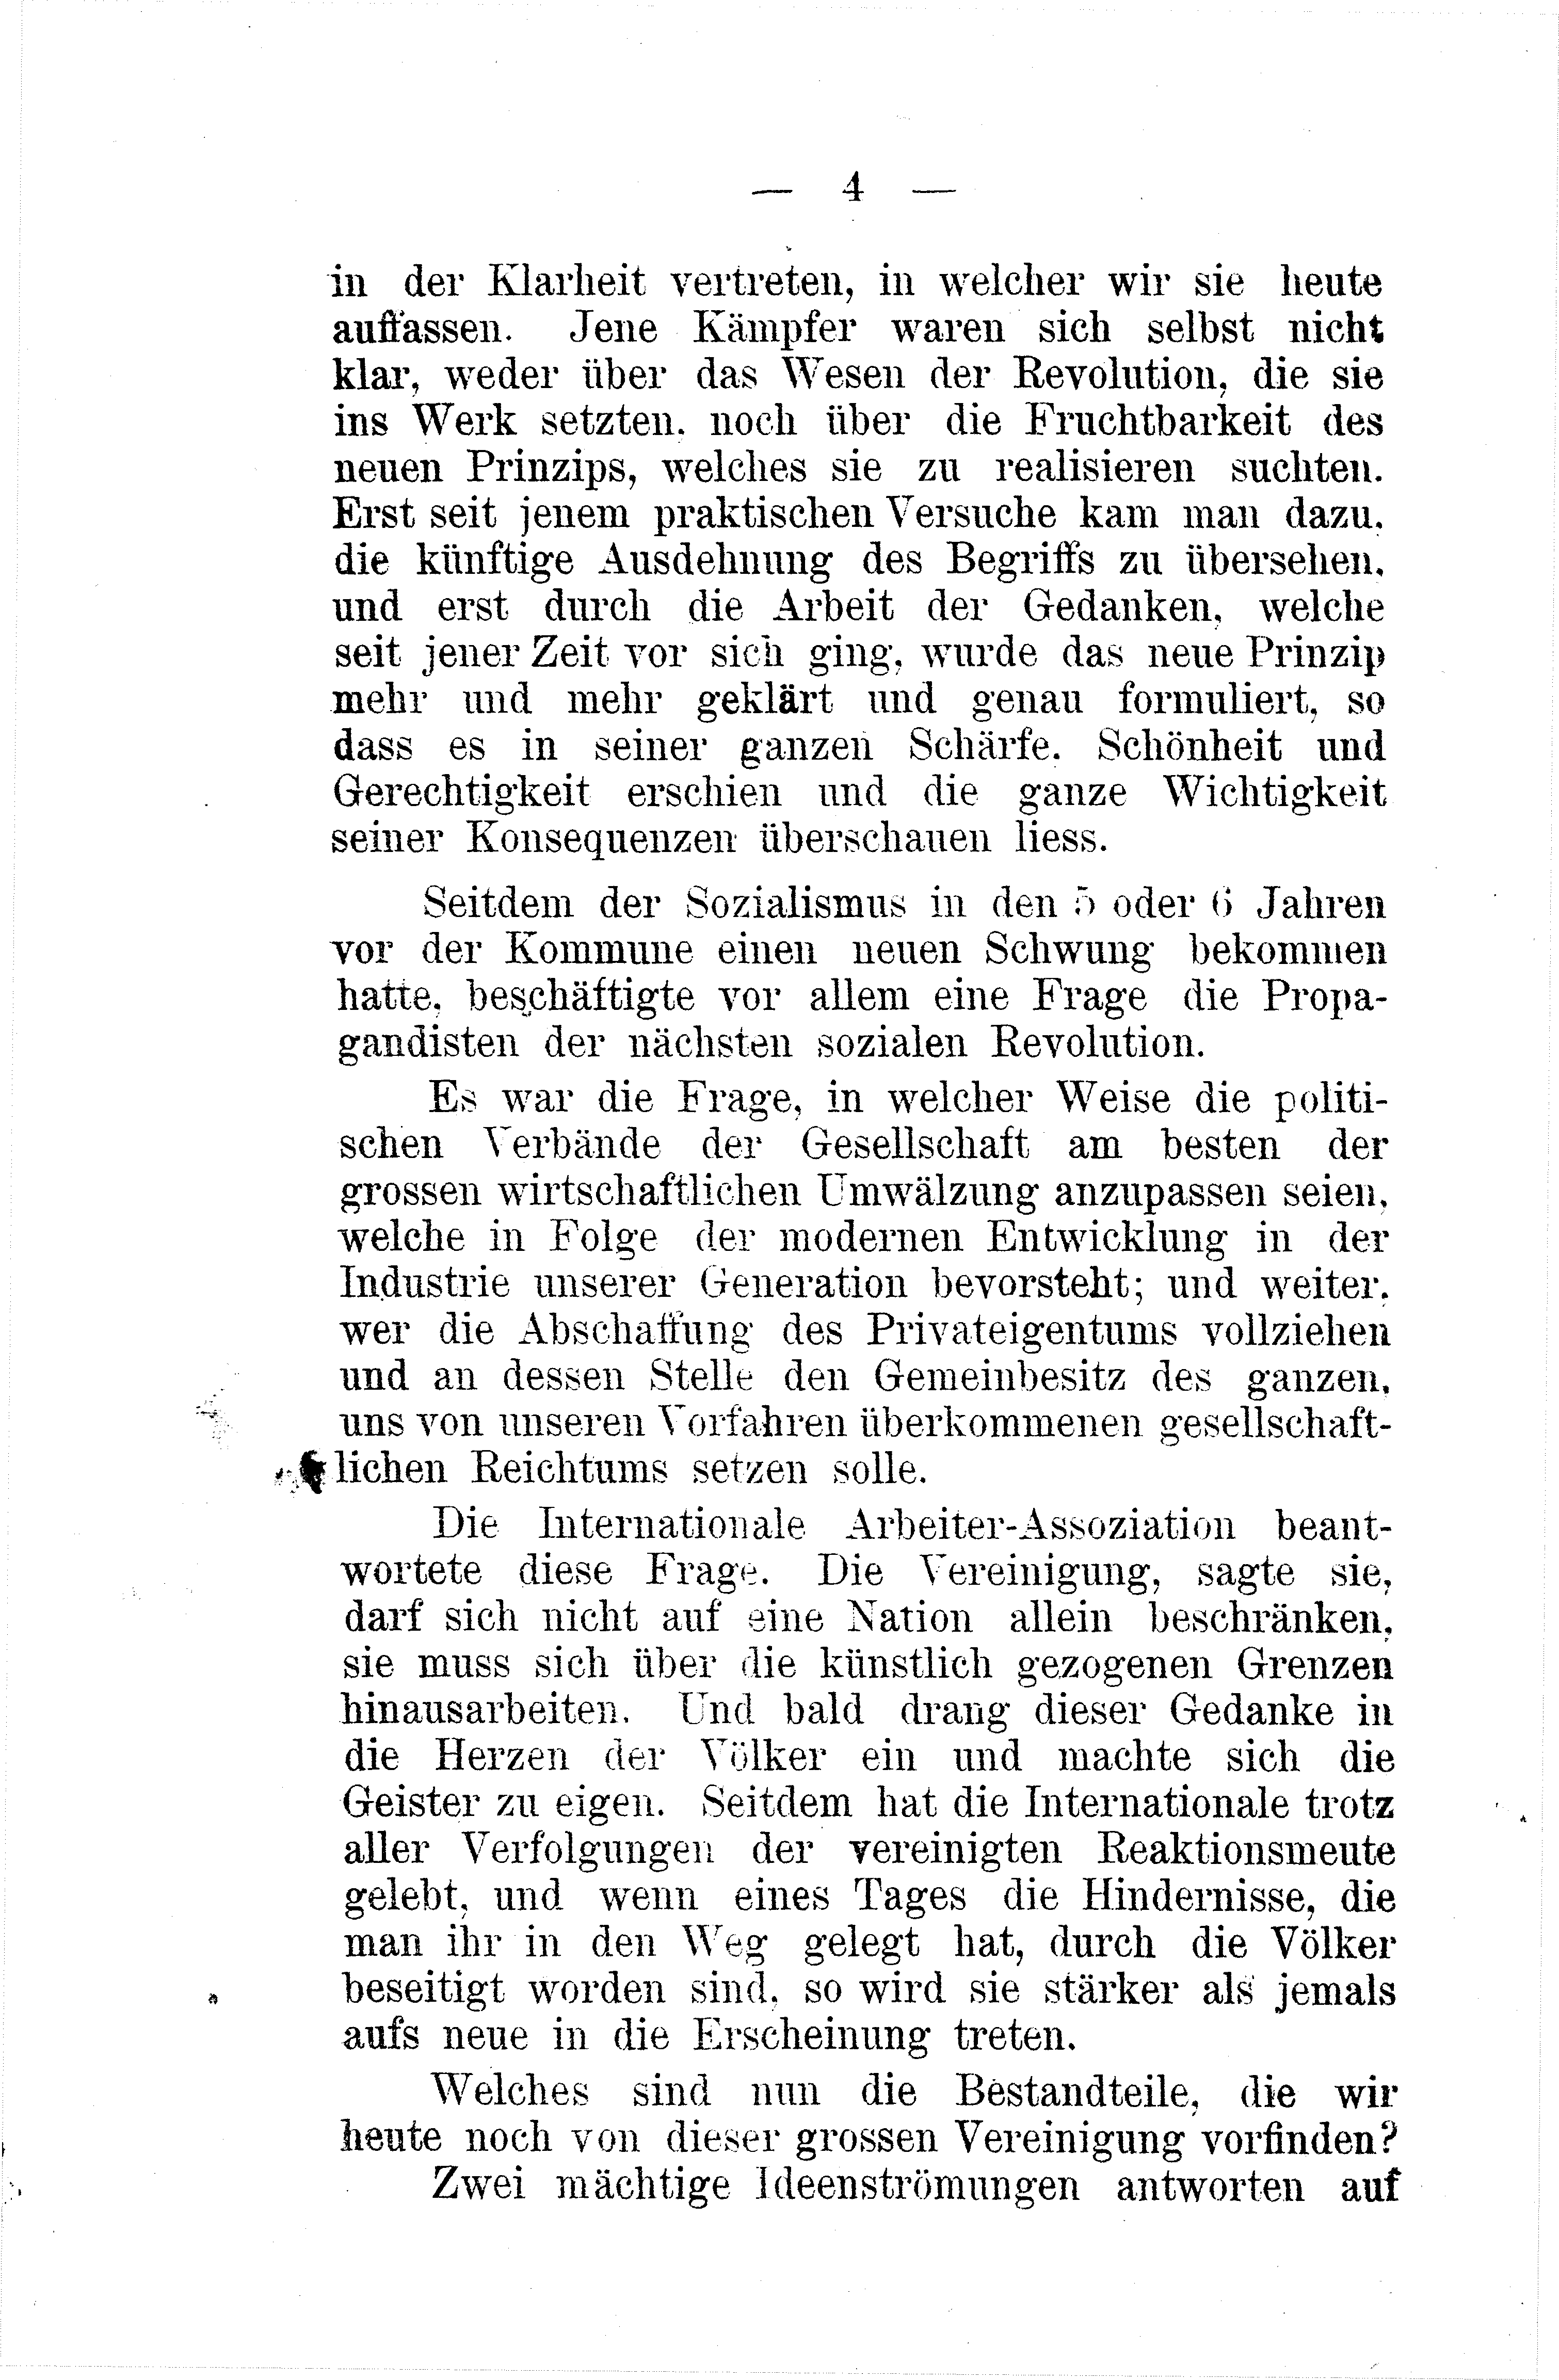 — 4 —
in der Klarheit vertreten, in welcher wir sie heute
auffassen. Jene Kämpfer waren sich selbst nicht
klar, weder über das Wesen der Revolution, die sie
ins Werk setzten, noch über die Fruchtbarkeit des
neuen Prinzips, welches sie zu realisieren suchten.
Erst seit jenem praktischen Versuche kam man dazu,
die künftige Ausdehnung des Begriffs zu übersehen,
und erst durch die Arbeit der Gedanken, welche
seit jener Zeit vor sich ging, wurde das neue Prinzip
mehr und mehr geklärt und genau formuliert, so
dass es in seiner ganzen Schärfe, Schönheit und
Gerechtigkeit erschien und die ganze Wichtigkeit
seiner Konsequenzen überschauen liess.
Seitdem der Sozialismus in den 5 oder 6 Jahren
vor der Kommune einen neuen Schwung bekommen
hatte, beschäftigte vor allem eine Frage die Propa-
gandisten der nächsten sozialen Revolution.
Es war die Frage, in welcher Weise die politi-
schen Verbände der Gesellschaft am besten der
grossen wirtschaftlichen Umwälzung anzupassen seien,
welche in Folge der modernen Entwicklung in der
Industrie unserer Generation bevorsteht; und weiter,
wer die Abschaffung des Privateigentums vollziehen
und an dessen Stelle den Gemeinbesitz des ganzen,
uns von unseren Vorfahren überkommenen gesellschaft-
lichen Reichtums setzen solle.
Die Internationale Arbeiter-Assoziation beant-
wortete diese Frage. Die Vereinigung, sagte sie,
darf sich nicht auf eine Nation allein beschränken,
sie muss sich über die künstlich gezogenen Grenzen
hinausarbeiten. Und bald drang dieser Gedanke in
die Herzen der Völker ein und machte sich die
Geister zu eigen. Seitdem hat die Internationale trotz
aller Verfolgungen der vereinigten Reaktionsmeute
gelebt, und wenn eines Tages die Hindernisse, die
man ihr in den Weg gelegt hat, durch die Völker
beseitigt worden sind, so wird sie stärker als jemals
aufs neue in die Erscheinung treten.
Welches sind nun die Bestandteile, die wir
heute noch von dieser grossen Vereinigung vorfinden?
Zwei mächtige Ideenströmungen antworten auf